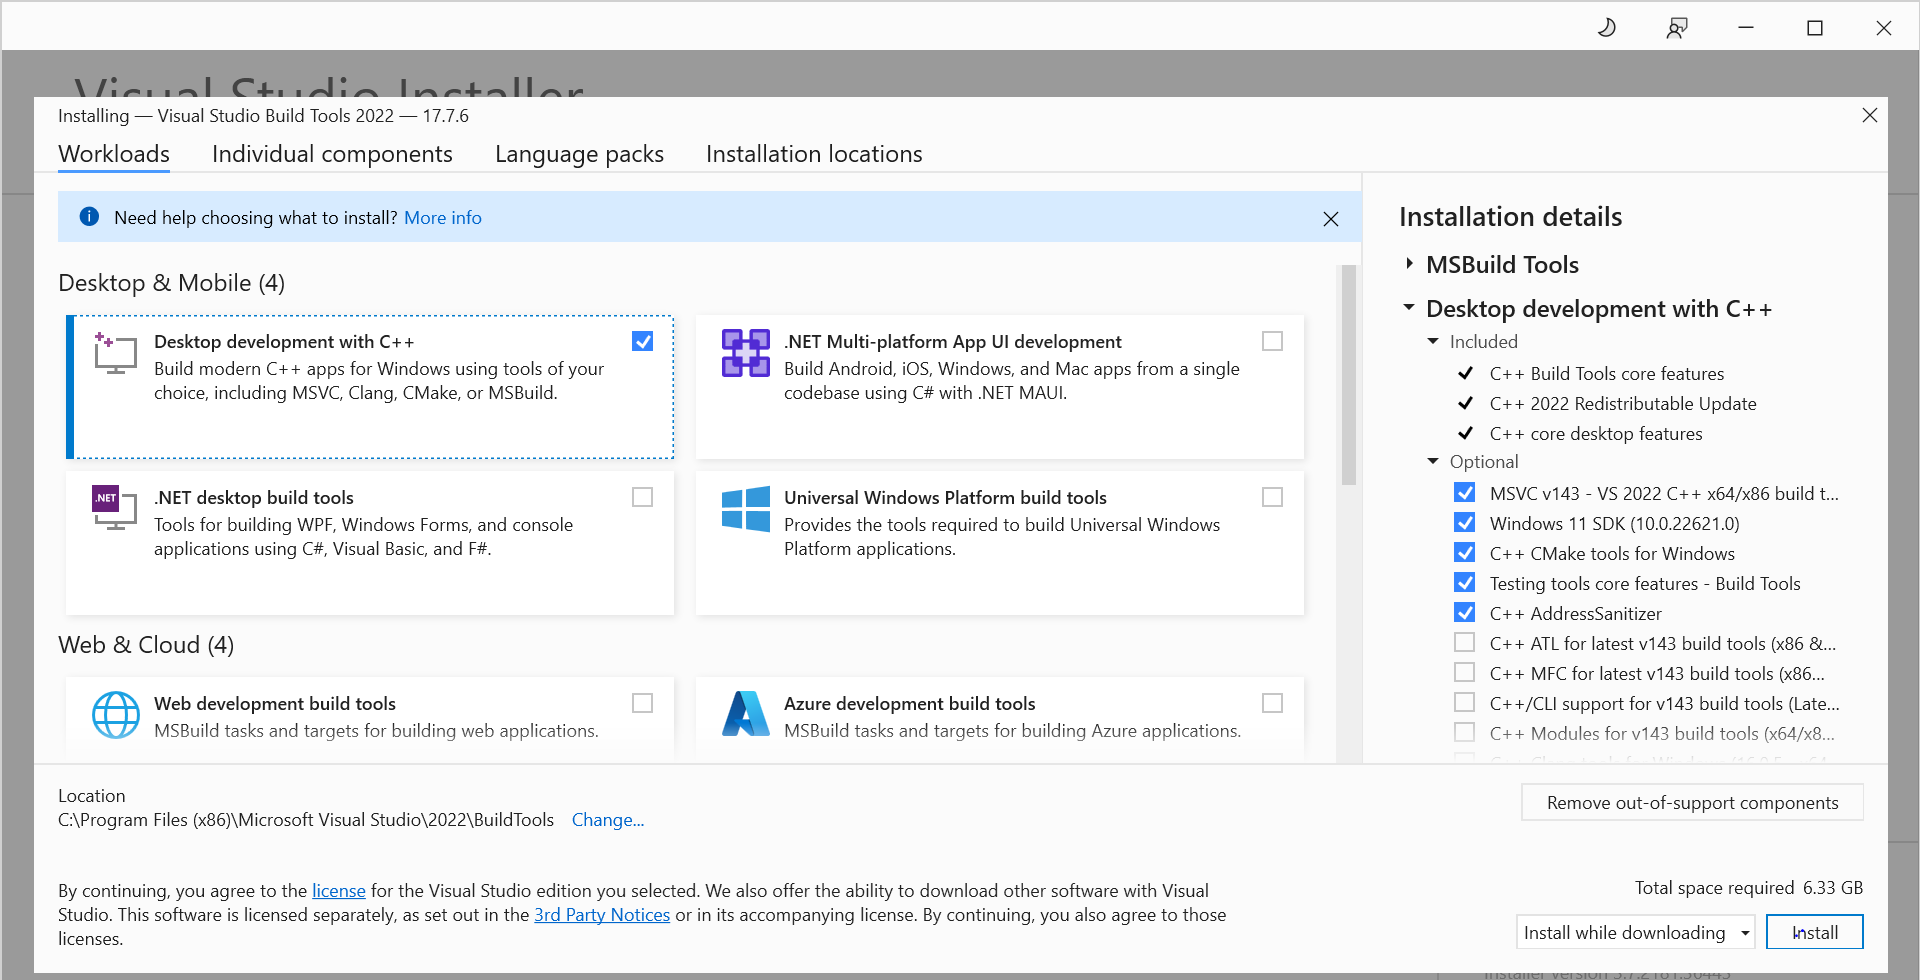 Visual Studio Installer
Installing — Visual Studio Build Tools 2022 — 17.7.6
Workloads
Individual components
Language packs
Installation locations
Need help choosing what to install? More info
Desktop & Mobile (4)
Desktop development with C++
Build modern C++ apps for Windows using tools of your
choice, including MSVC, Clang, CMake, or MSBuild.
.NET Multi-platform App UI development
Build Android, iOS, Windows, and Mac apps from a single
codebase using C# with .NET MAUI.
.NET
.NET desktop build tools
Tools for building WPF, Windows Forms, and console
applications using C#, Visual Basic, and F#.
Universal Windows Platform build tools
Provides the tools required to build Universal Windows
Platform applications.
Web & Cloud (4)
Web development build tools
MSBuild tasks and targets for building web applications.
Azure development build tools
MSBuild tasks and targets for building Azure applications.
Installation details
MSBuild Tools
Desktop development with C++
Included
C++ Build Tools core features
C++ 2022 Redistributable Update
C++ core desktop features
Optional
MSVC v143 - VS 2022 C++ x64/x86 build t...
Windows 11 SDK (10.0.22621.0)
C++ CMake tools for Windows
Testing tools core features - Build Tools
C++ AddressSanitizer
C++ ATL for latest v143 build tools (x86 &...
C++ MFC for latest v143 build tools (x86...
C++/CLI support for v143 build tools (Late...
C++ Modules for v143 build tools (x64/x8...
Location
C:\Program Files (x86)\Microsoft Visual Studio\2022\BuildTools Change...
Remove out-of-support components
By continuing, you agree to the license for the Visual Studio edition you selected. We also offer the ability to download other software with Visual
Studio. This software is licensed separately, as set out in the 3rd Party Notices or in its accompanying license. By continuing, you also agree to those
licenses.
Total space required 6.33 GB
Install while downloading
Install